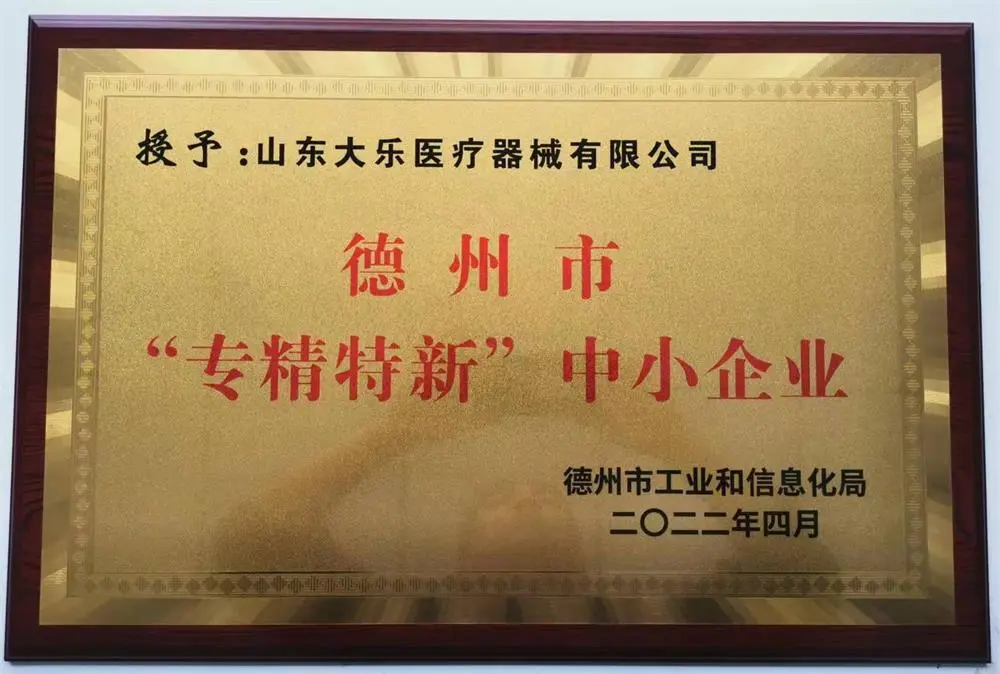 授予:山东大乐医疗器械有限公司
德州市
“专精特新”中小企业
德州市工业和信息化局
二〇二二年四月